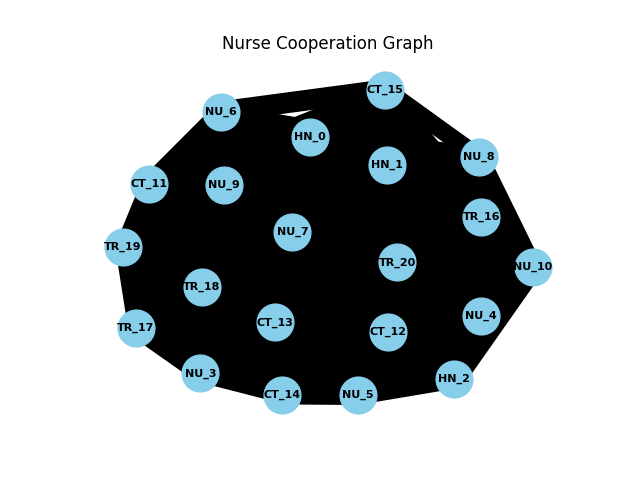 Nurse Cooperation Graph
CT_15
NU_6
HN_0
NU_8
HN_1
CT_11
NU_9
TR_16
NU_7
TR_19
TR_20
NU_10
TR_18
NU_4
CT_13
TR_17
CT_12
NU_3
HN_2
CT_14
NU_5